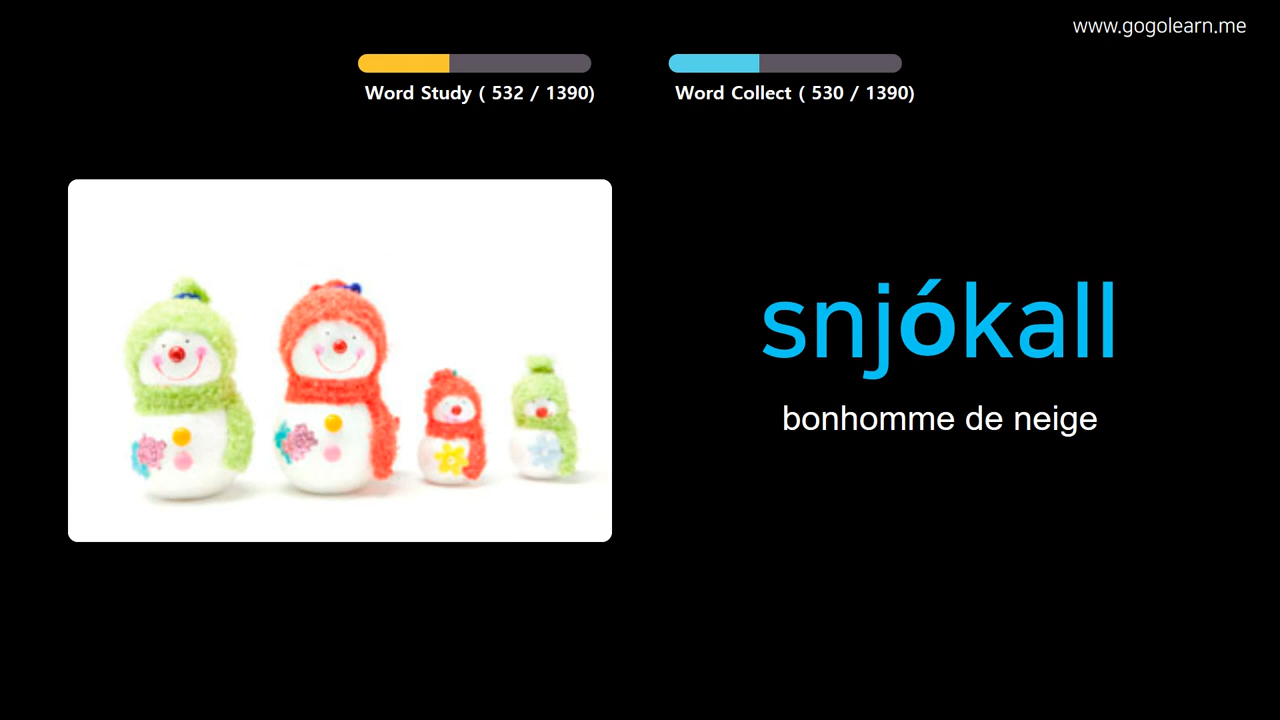 www.gogolearn.me
Word Study ( 532 / 1390)
Word Collect ( 530 / 1390)
snjókall
bonhomme de neige